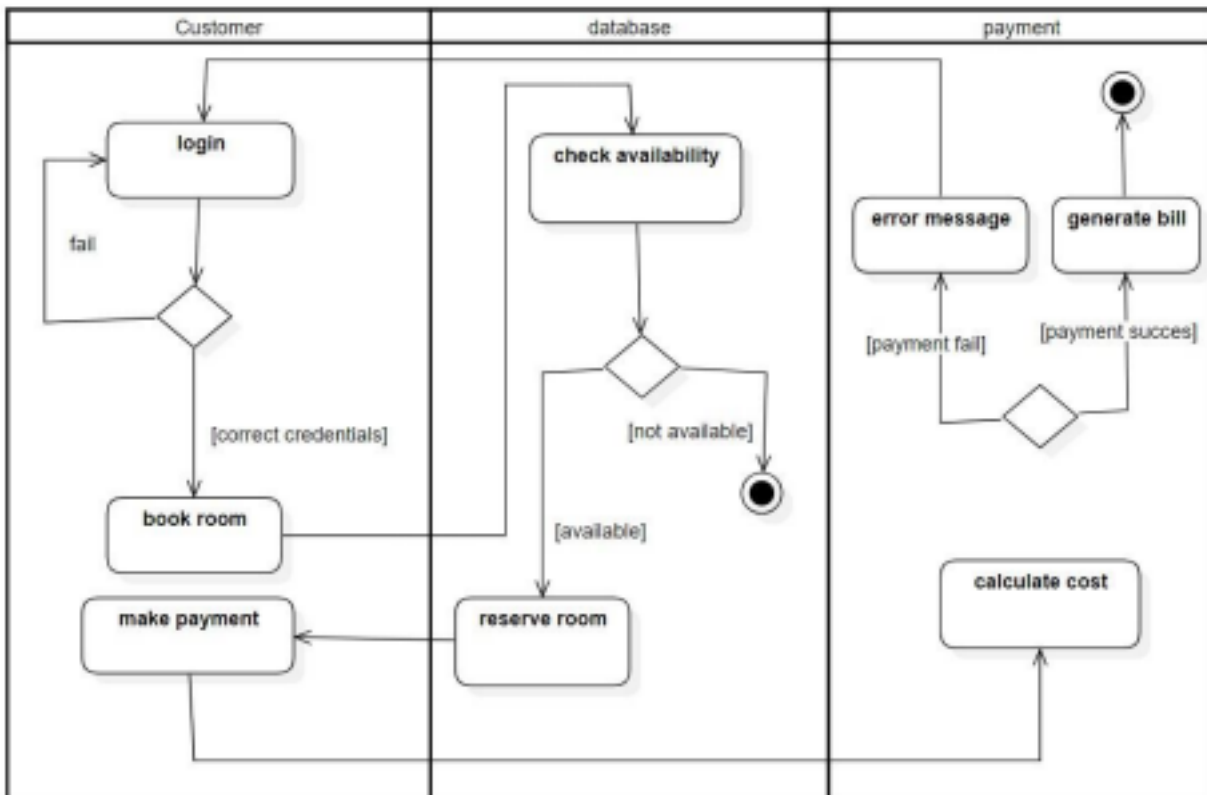 Customer
database
payment
login
check availability
fail
error message
generate bill
[payment fail]
[payment succes]
[correct credentials]
[not available]
book room
[available]
calculate cost
make payment
reserve room